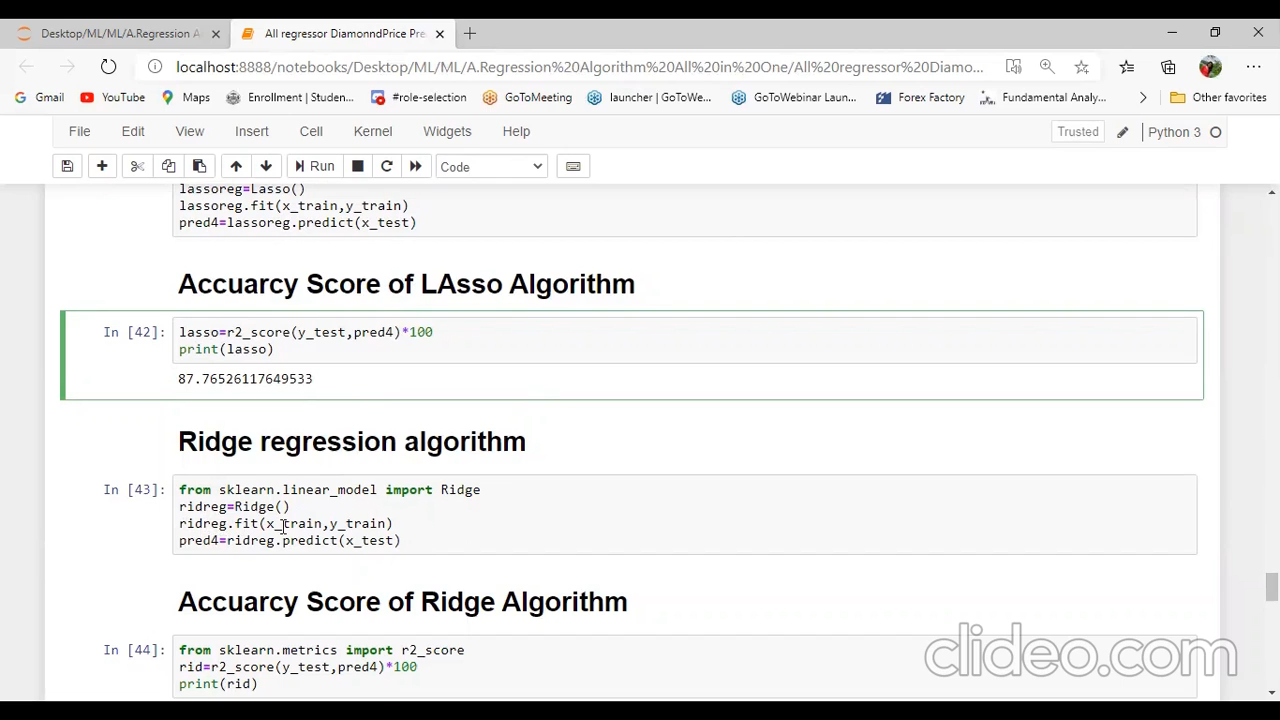 Desktop/ML/ML/A.Regression A
All regressor DiamonndPrice Pre
localhost:8888/notebooks/Desktop/ML/ML/A.Regression%20Algorithm%20All%20in%20One/All%20regressor%20Diamo...
Gmail
YouTube
Maps
Enrollment | Studen...
#role-selection
GoToMeeting
launcher | GoToWe...
GoToWebinar Laun...
Forex Factory
Fundamental Analy...
Other favorites
File Edit View Insert Cell Kernel Widgets Help
Trusted
Python 3
Run
Code
lassoreg=Lasso()
lassoreg.fit(x_train,y_train)
pred4=lassoreg.predict(x_test)
Accuarcy Score of LAsso Algorithm
In [42]:
lasso=r2_score(y_test,pred4)*100
print(lasso)
87.76526117649533
Ridge regression algorithm
In [43]:
from sklearn.linear_model import Ridge
ridreg=Ridge()
ridreg.fit(x_train,y_train)
pred4=ridreg.predict(x_test)
Accuarcy Score of Ridge Algorithm
In [44]:
from sklearn.metrics import r2_score
rid=r2_score(y_test,pred4)*100
print(rid)
clideo.com